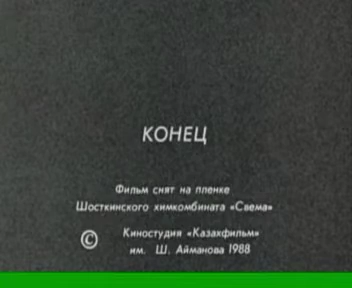 КОНЕЦ
Фильм снят на пленке
Шосткинского химкомбината «Свема»
© Киностудия «Казахфильм»
им. Ш. Айманова 1988